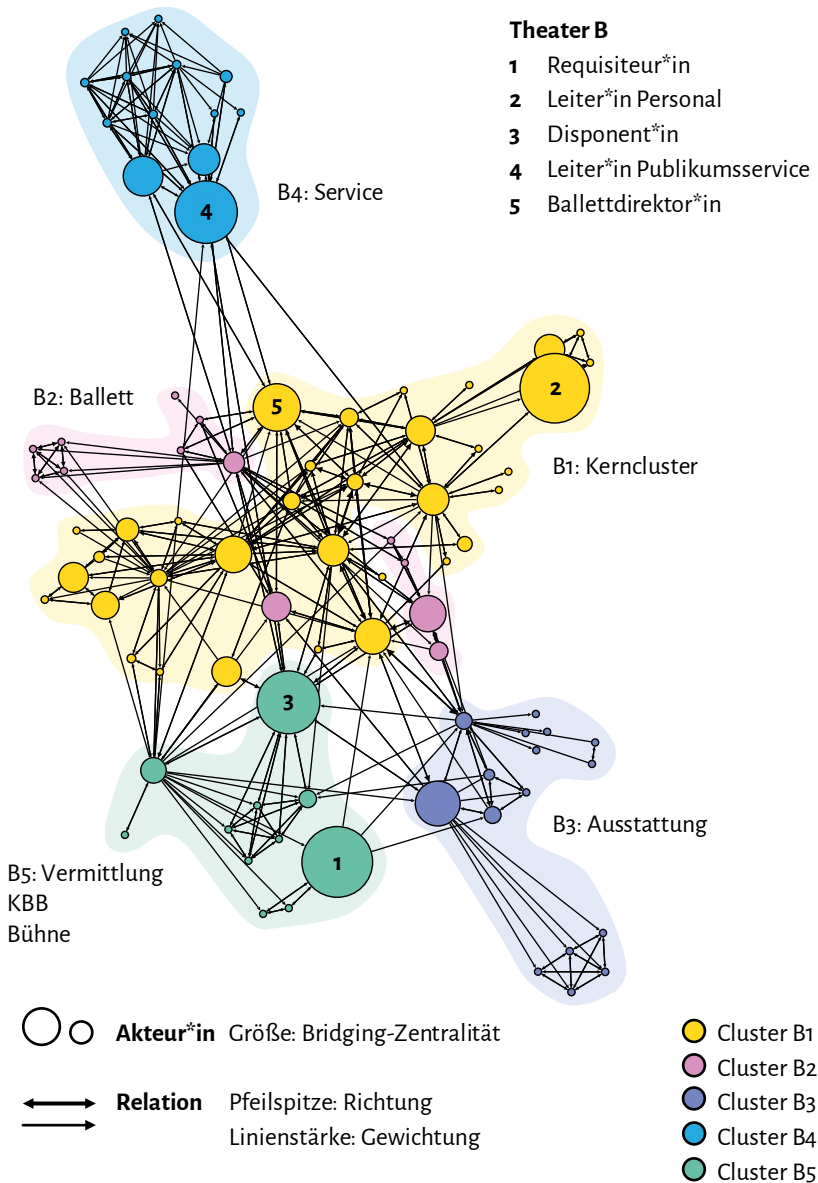 Theater B
1 Requisiteur*in
2 Leiter*in Personal
3 Disponent*in
4 Leiter*in Publikumsservice
5 Ballettdirektor*in
4
B4: Service
2
B2: Ballett
5
B1: Kerncluster
3
B3: Ausstattung
1
B5: Vermittlung
KBB
Bühne
Akteur*in Größe: Bridging-Zentralität
Relation Pfeilspitze: Richtung
Linienstärke: Gewichtung
Cluster B1
Cluster B2
Cluster B3
Cluster B4
Cluster B5